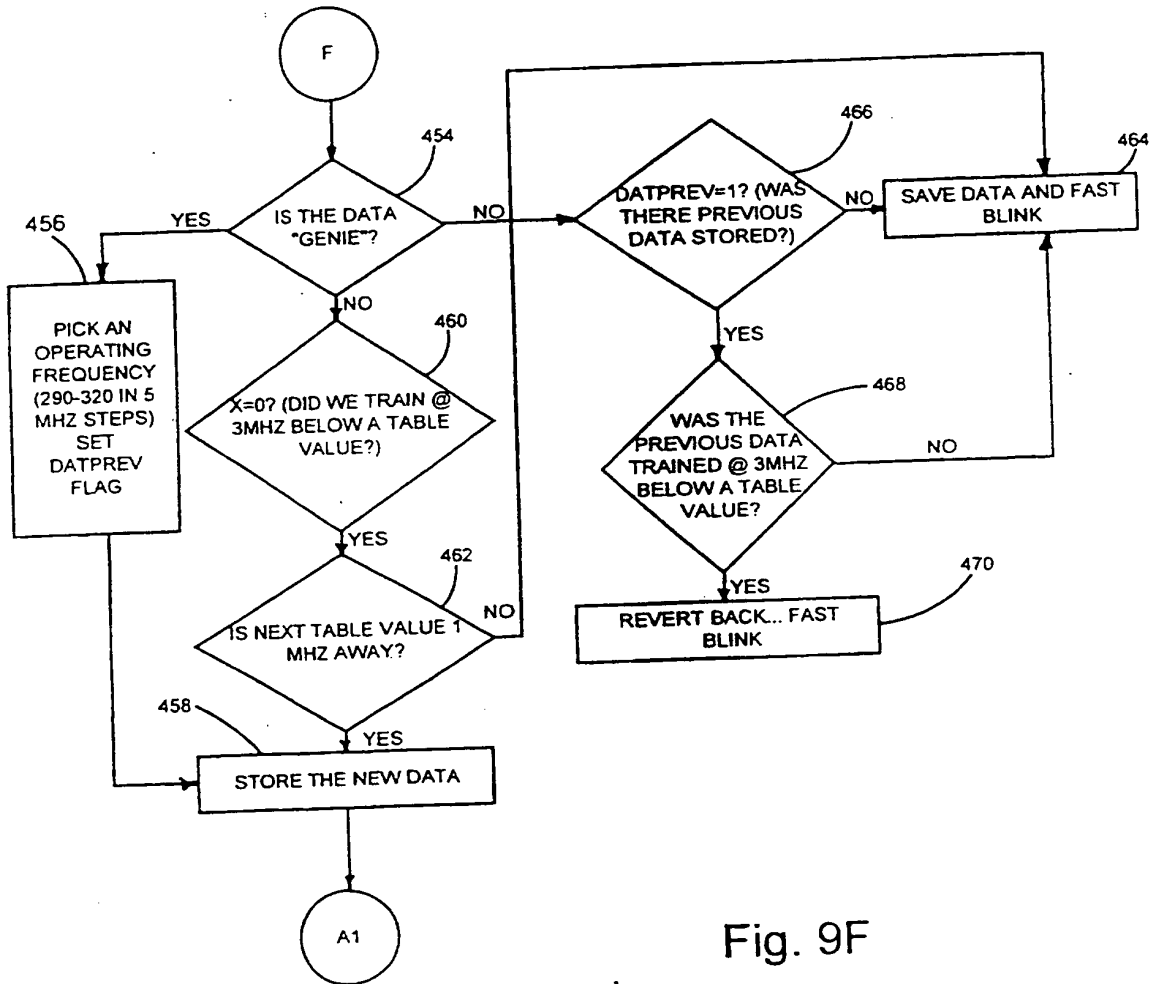 F
454
IS THE DATA
"GENIE"?
YES
NO
456
PICK AN
OPERATING
FREQUENCY
(290-320 IN 5
MHZ STEPS)
SET
DATPREV
FLAG
466
DATPREV=1? (WAS
THERE PREVIOUS
DATA STORED?)
NO
464
SAVE DATA AND FAST
BLINK
NO
460
X=0? (DID WE TRAIN @
3MHZ BELOW A TABLE
VALUE?)
YES
468
WAS THE
PREVIOUS DATA
TRAINED @ 3MHZ
BELOW A TABLE
VALUE?
NO
YES
462
IS NEXT TABLE VALUE 1
MHZ AWAY?
NO
YES
470
REVERT BACK... FAST
BLINK
458
YES
STORE THE NEW DATA
A1
Fig. 9F